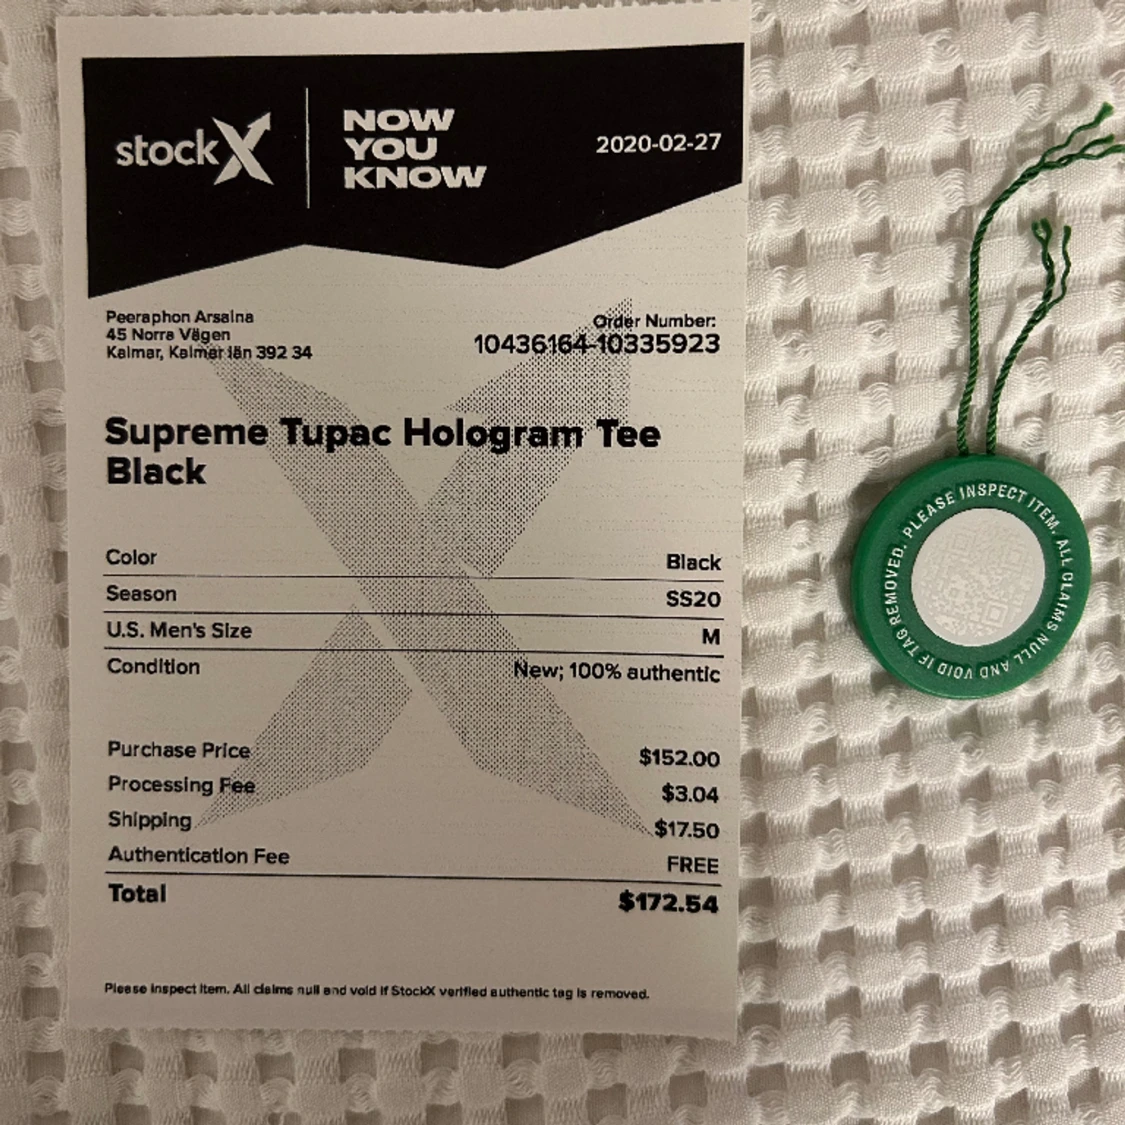 stockX
NOW
YOU
KNOW
2020-02-27
Peeraphon Arsaina
45 Norra Vägen
Kalmar, Kalmar län 392 34
Order Number:
10436164-10335923
Supreme Tupac Hologram Tee
Black
Color Black
Season SS20
U.S. Men's Size M
Condition New; 100% authentic
Purchase Price $152.00
Processing Fee $3.04
Shipping $17.50
Authentication Fee FREE
Total $172.54
Please inspect item. All claims null and void if StockX verified authentic tag is removed.
PLEASE INSPECT ITEM. ALL CLAIMS NULL AND VOID IF TAG REMOVED.